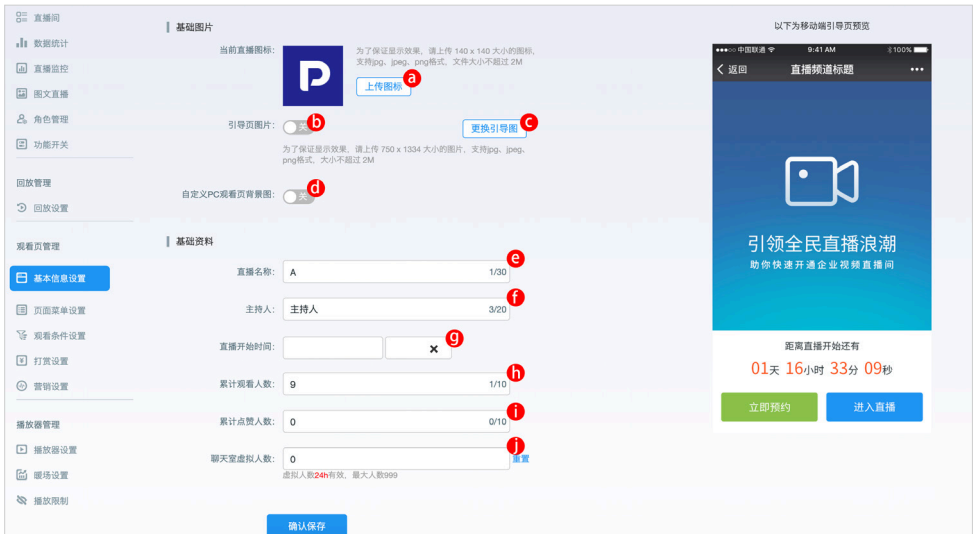 直播间
数据统计
直播监控
图文直播
角色管理
功能开关
回放管理
回放设置
观看页管理
基本信息设置
页面菜单设置
观看条件设置
打赏设置
营销设置
播放器管理
播放器设置
暖场设置
播放限制
基础图片
当前直播图标:
为了保证显示效果，请上传 140 x 140 大小的图标，
支持jpg、jpeg、png格式，文件大小不超过 2M
上传图标
a
引导页图片:
关
b
更换引导图
c
为了保证显示效果，请上传 750 x 1334 大小的图片，支持jpg、jpeg、
png格式，大小不超过 2M
自定义PC观看页背景图:
关
d
基础资料
直播名称: A 1/30
e
主持人: 主持人 3/20
f
直播开始时间: ×
g
累计观看人数: 9 1/10
h
累计点赞人数: 0 0/10
i
聊天室虚拟人数: 0
j
重置
虚拟人数24h有效，最大人数999
确认保存
以下为移动端引导页预览
中国联通 9:41 AM 100%
返回 直播频道标题 •••
引领全民直播浪潮
助你快速开通企业视频直播间
距离直播开始还有
01天 16小时 33分 09秒
立即预约 进入直播